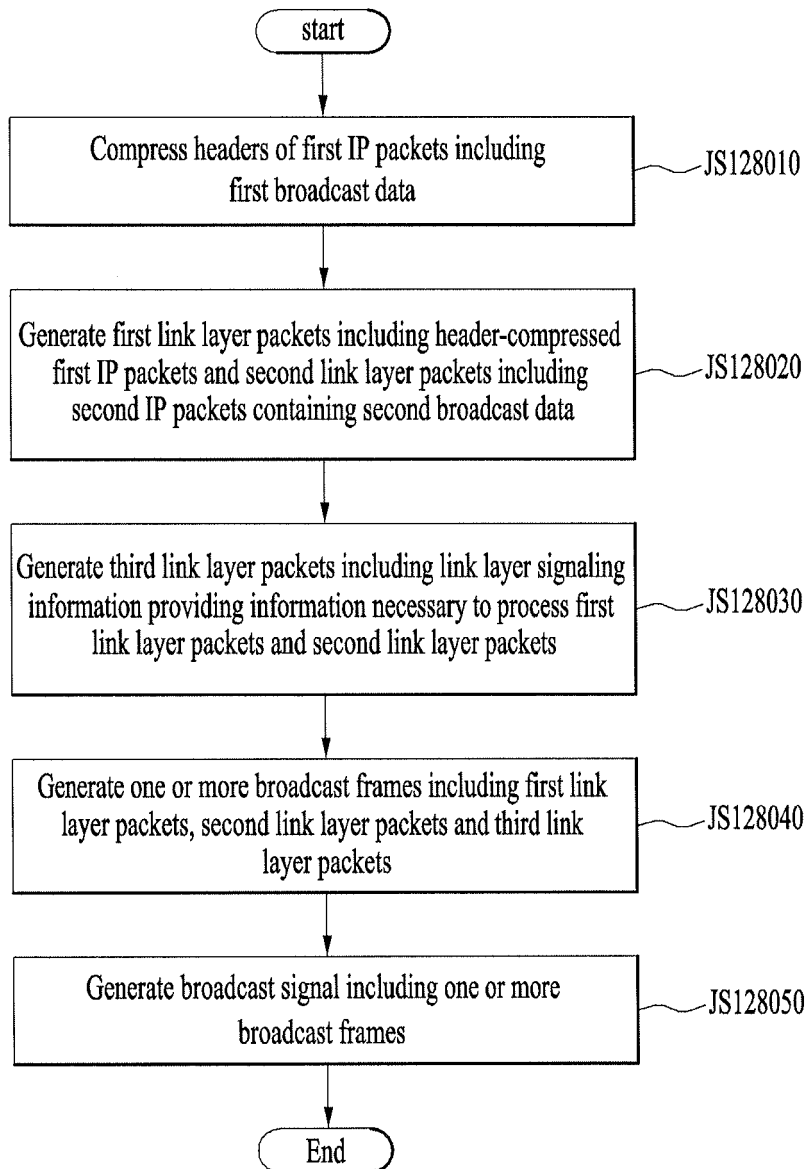 start
Compress headers of first IP packets including
first broadcast data
JS128010
Generate first link layer packets including header-compressed
first IP packets and second link layer packets including
second IP packets containing second broadcast data
JS128020
Generate third link layer packets including link layer signaling
information providing information necessary to process first
link layer packets and second link layer packets
JS128030
Generate one or more broadcast frames including first link
layer packets, second link layer packets and third link
layer packets
JS128040
Generate broadcast signal including one or more
broadcast frames
JS128050
End